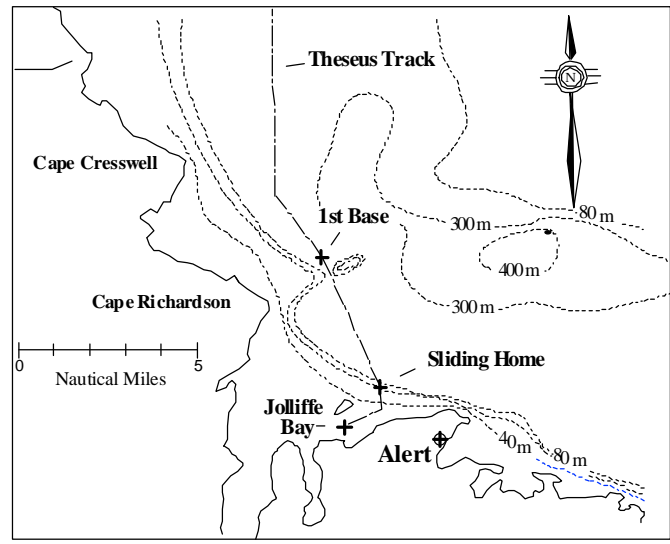 Theseus Track
N
Cape Cresswell
1st Base
80 m
300 m
400 m
Cape Richardson
300 m
0
5
Nautical Miles
Sliding Home
Jolliffe
Bay
Alert
40 m
80 m